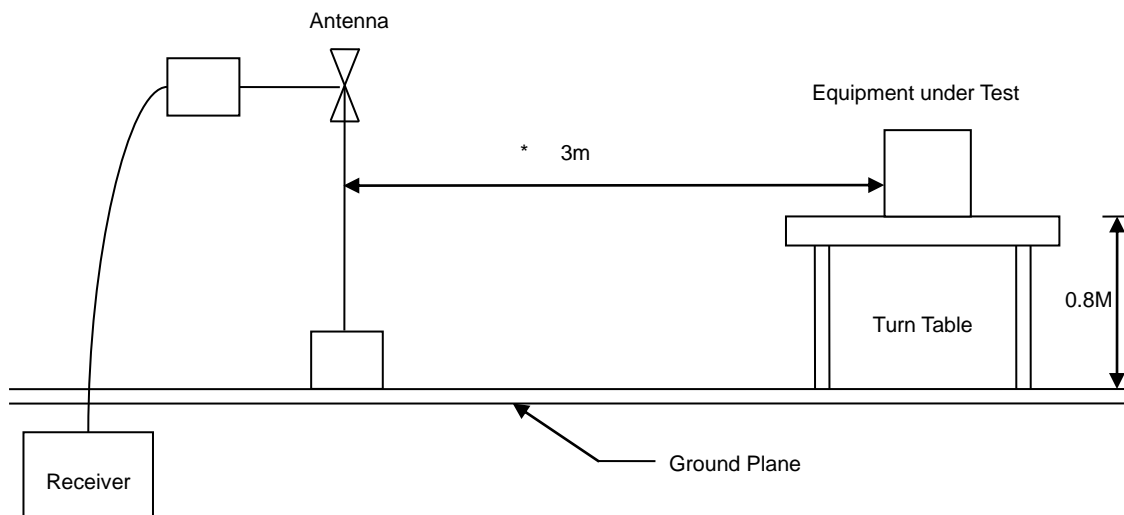 Antenna
Equipment under Test
* 3m
0.8M
Turn Table
Ground Plane
Receiver